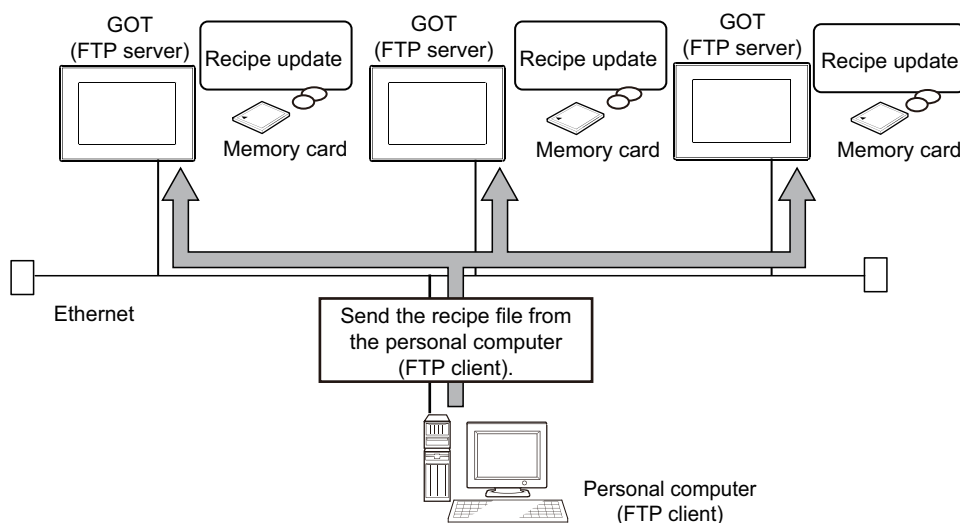 GOT
(FTP server)
Recipe update
Memory card
GOT
(FTP server)
Recipe update
Memory card
GOT
(FTP server)
Recipe update
Memory card
Ethernet
Send the recipe file from
the personal computer
(FTP client).
Personal computer
(FTP client)